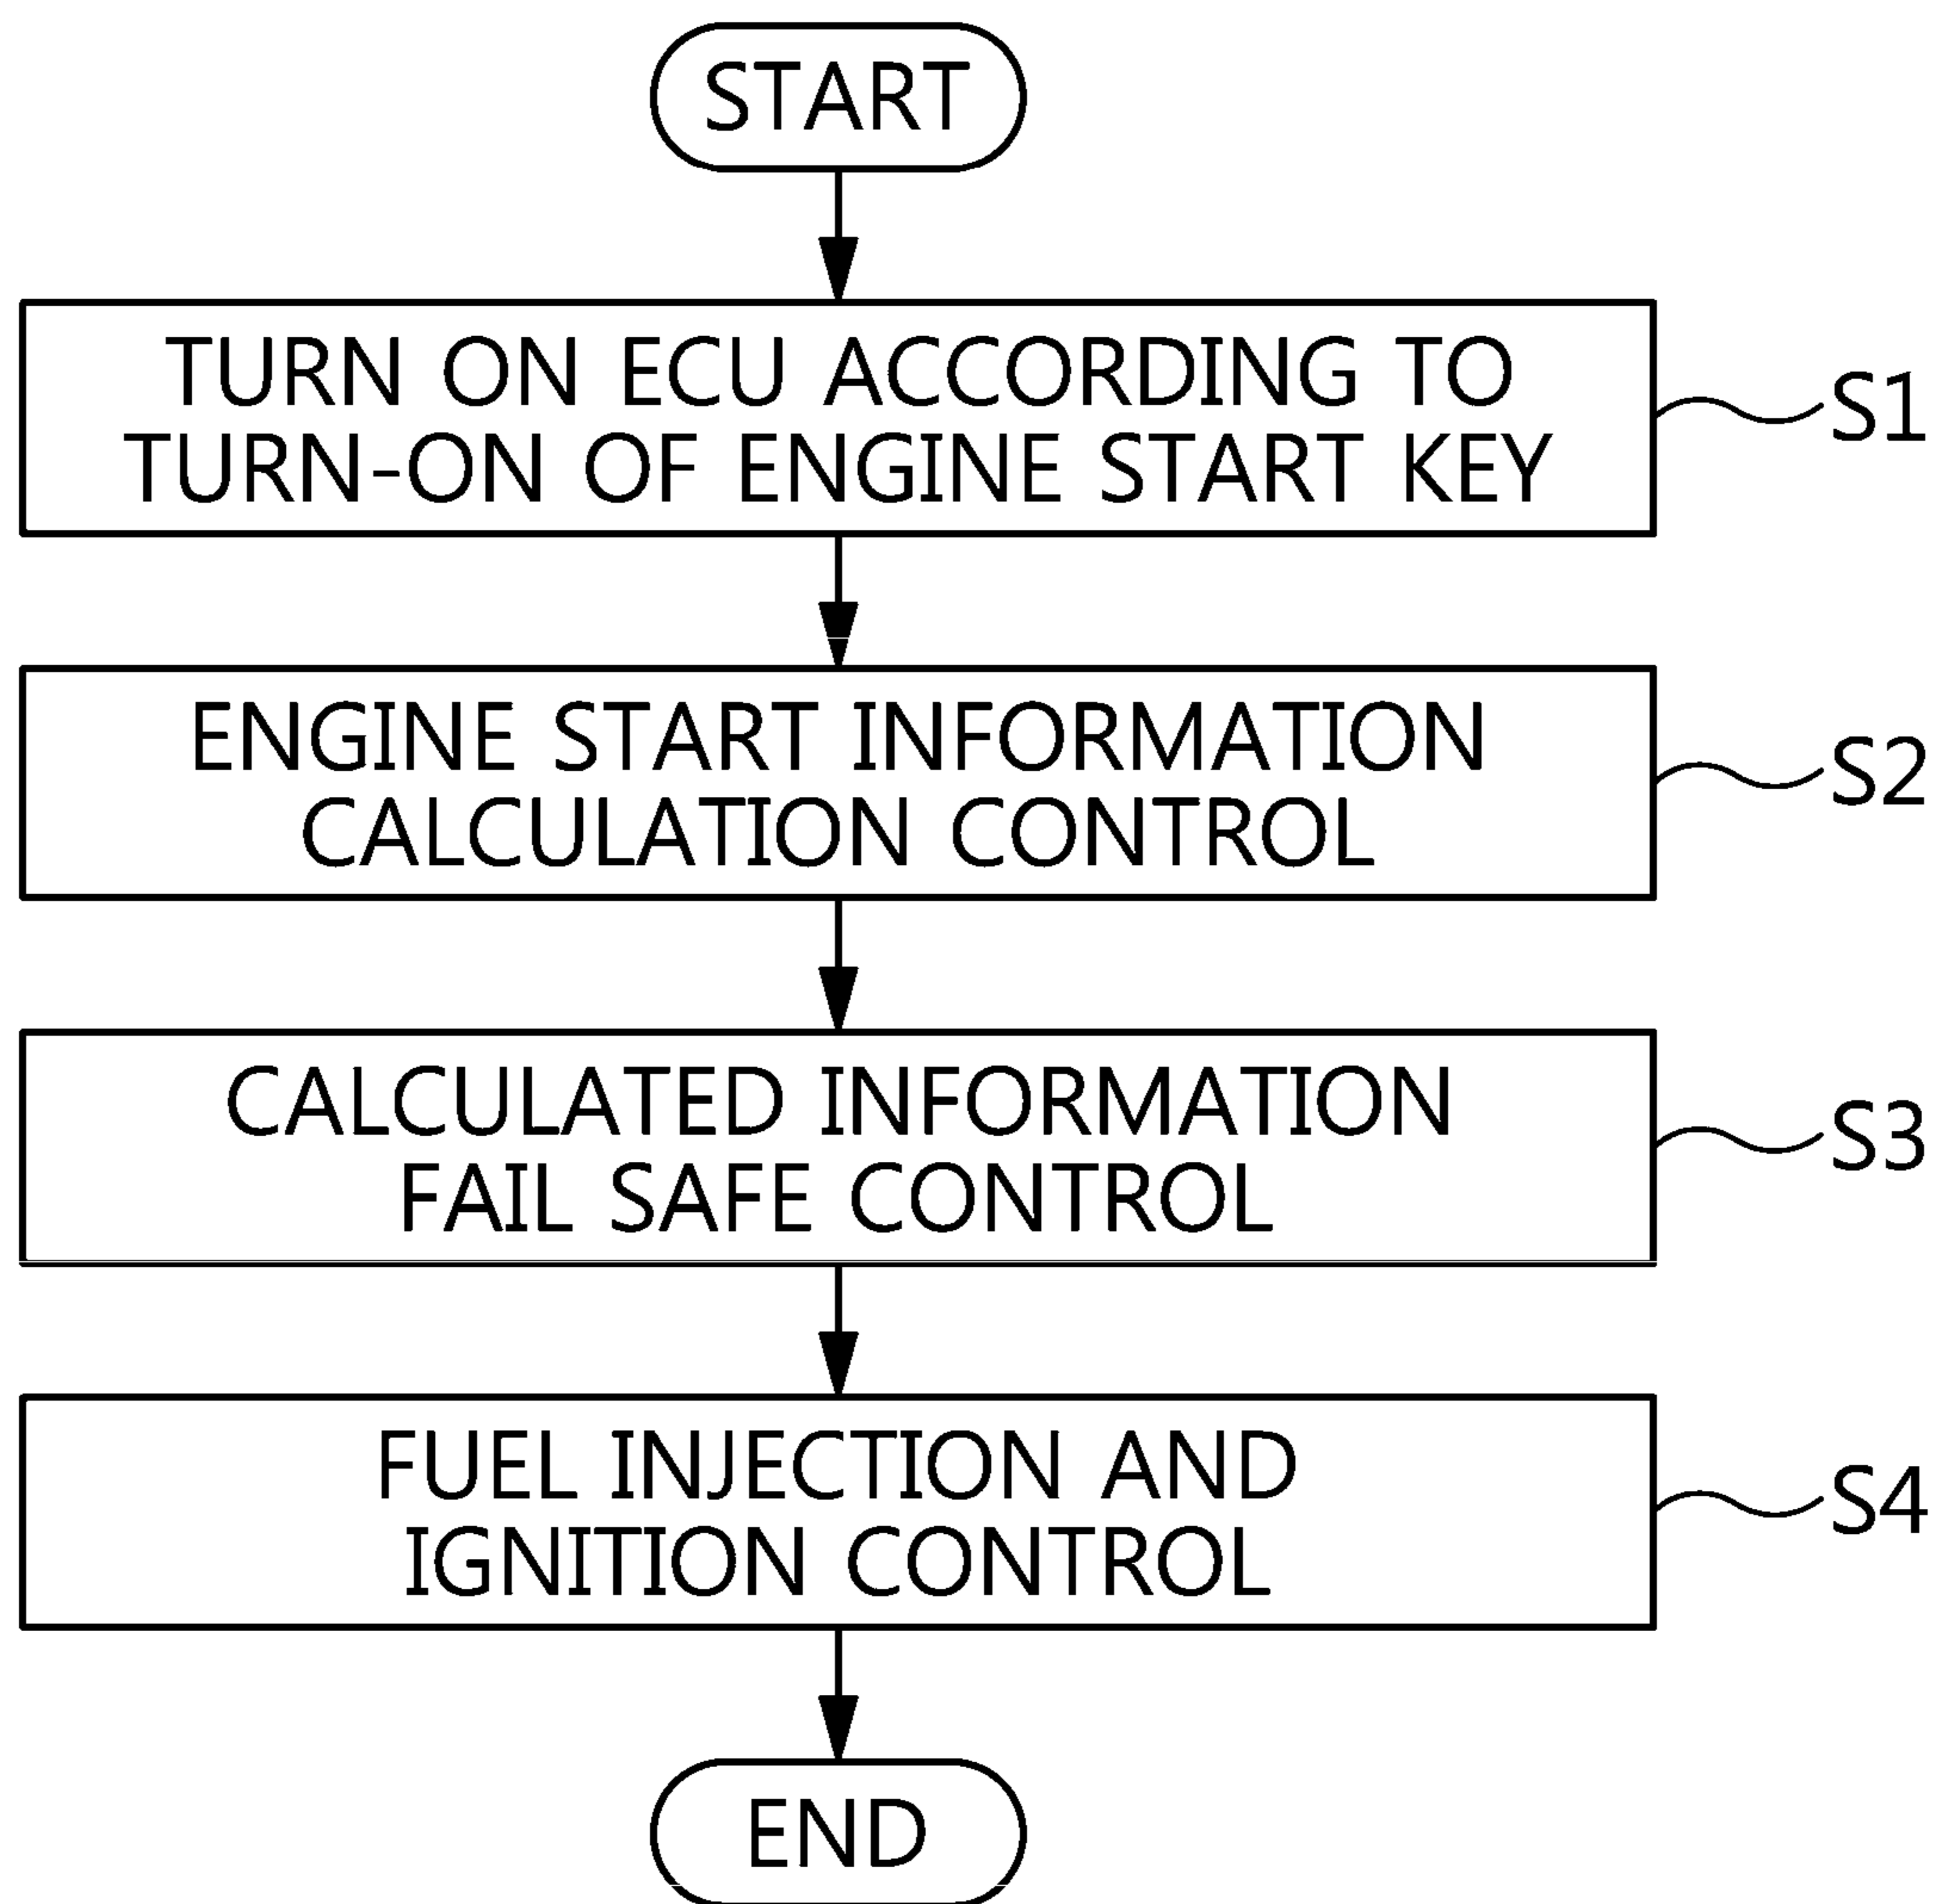 START
TURN ON ECU ACCORDING TO
TURN-ON OF ENGINE START KEY
S1
ENGINE START INFORMATION
CALCULATION CONTROL
S2
CALCULATED INFORMATION
FAIL SAFE CONTROL
S3
FUEL INJECTION AND
IGNITION CONTROL
S4
END